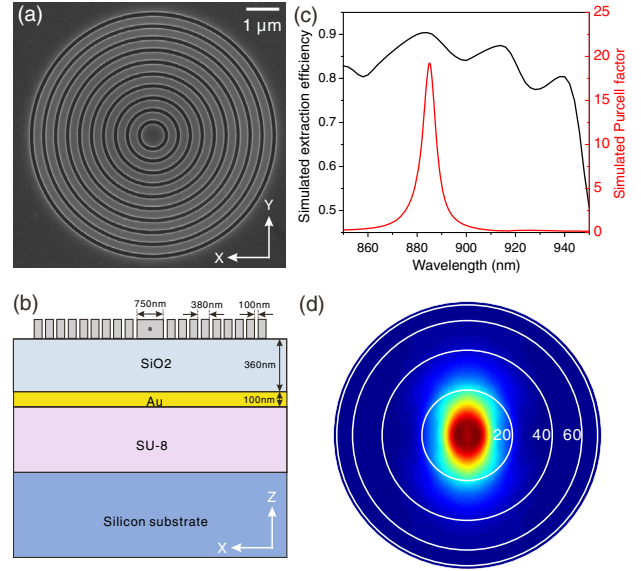 (a)
1 μm
Y
X
(b)
750nm
380nm
100nm
SiO2
360nm
Au
100nm
SU-8
Silicon substrate
Z
X
(c)
Simulated extraction efficiency
0.9
0.8
0.7
0.6
0.5
25
20
15
10
5
0
Simulated Purcell factor
860 880 900 920 940
Wavelength (nm)
(d)
20 40 60